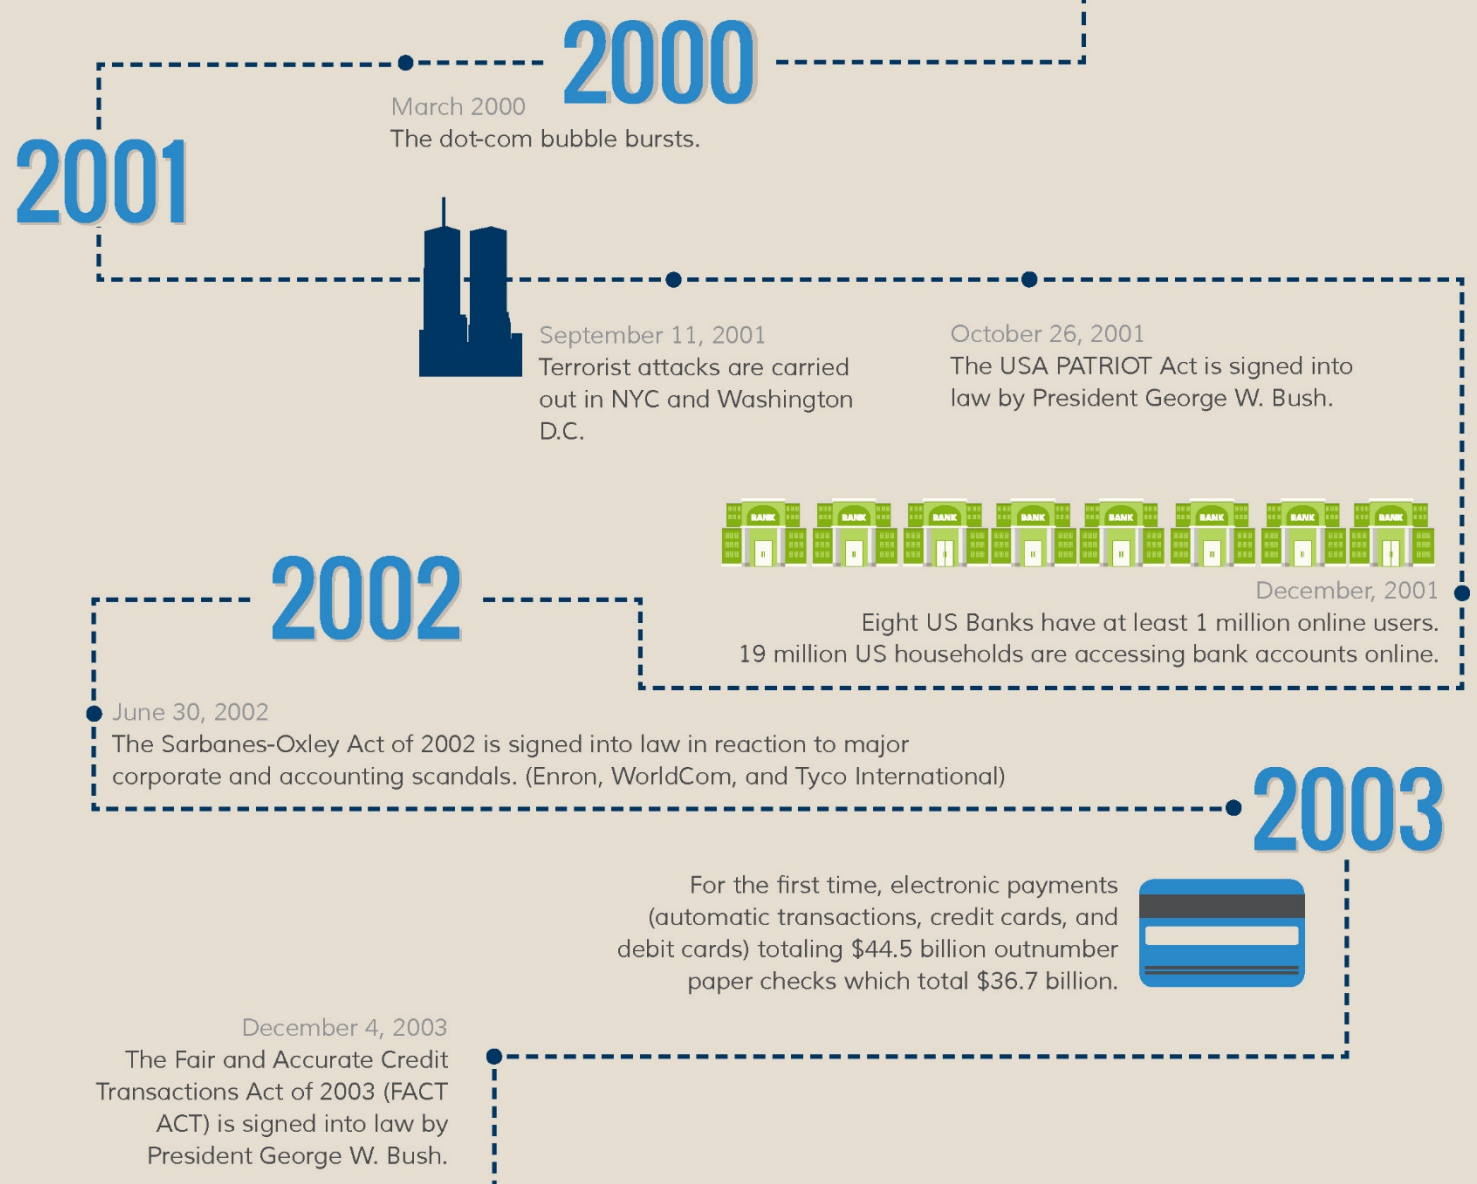 2000
March 2000
The dot-com bubble bursts.
2001
September 11, 2001
Terrorist attacks are carried
out in NYC and Washington
D.C.
October 26, 2001
The USA PATRIOT Act is signed into
law by President George W. Bush.
BANK BANK BANK BANK BANK BANK BANK BANK
December, 2001
Eight US Banks have at least 1 million online users.
19 million US households are accessing bank accounts online.
2002
June 30, 2002
The Sarbanes-Oxley Act of 2002 is signed into law in reaction to major
corporate and accounting scandals. (Enron, WorldCom, and Tyco International)
2003
For the first time, electronic payments
(automatic transactions, credit cards, and
debit cards) totaling $44.5 billion outnumber
paper checks which total $36.7 billion.
December 4, 2003
The Fair and Accurate Credit
Transactions Act of 2003 (FACT
ACT) is signed into law by
President George W. Bush.